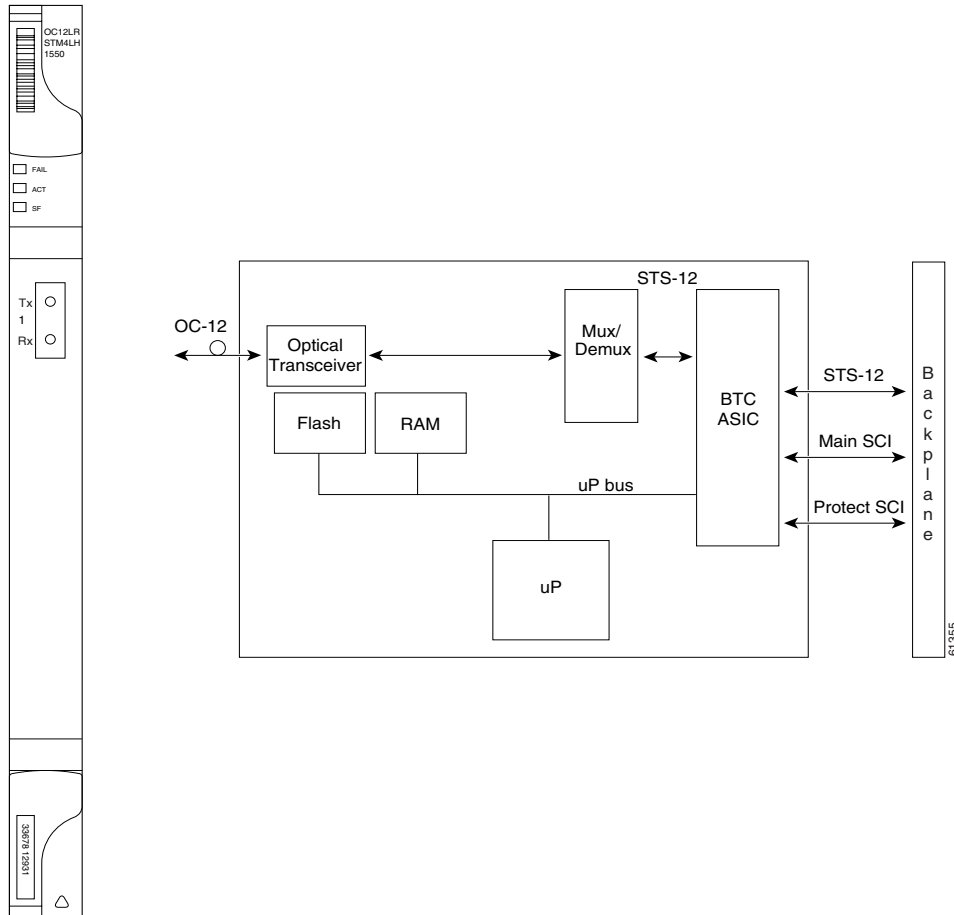 OC12LR
STM4LH
1550
FAIL
ACT
SF
Tx
1
Rx
33678 12931
OC-12
Optical
Transceiver
Flash
RAM
uP bus
uP
Mux/
Demux
STS-12
BTC
ASIC
STS-12
Main SCI
Protect SCI
Backplane
61355